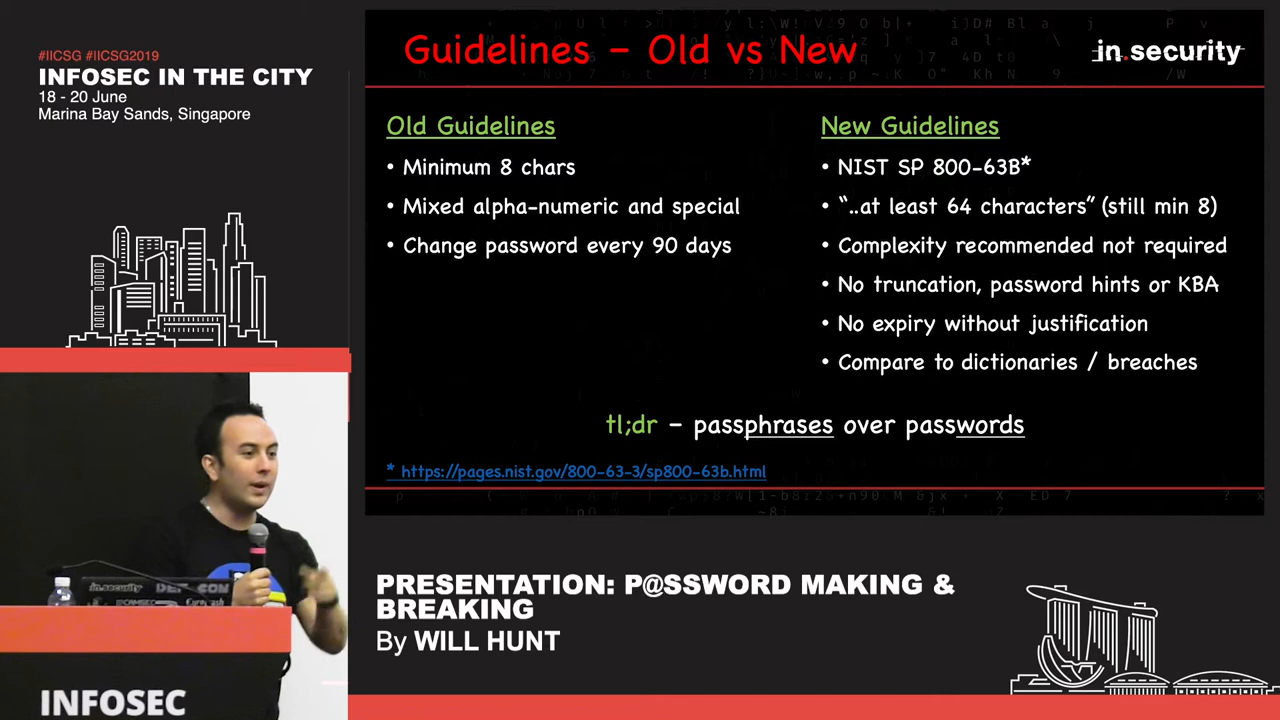 #IICSG #IICSG2019
INFOSEC IN THE CITY
18 - 20 June
Marina Bay Sands, Singapore
Guidelines – Old vs New
in.security
Old Guidelines
• Minimum 8 chars
• Mixed alpha-numeric and special
• Change password every 90 days
New Guidelines
• NIST SP 800-63B*
• “..at least 64 characters” (still min 8)
• Complexity recommended not required
• No truncation, password hints or KBA
• No expiry without justification
• Compare to dictionaries / breaches
tl;dr – passphrases over passwords
* https://pages.nist.gov/800-63-3/sp800-63b.html
in.security
DEF CON
INFOSEC
PRESENTATION: P@SSWORD MAKING &
BREAKING
By WILL HUNT